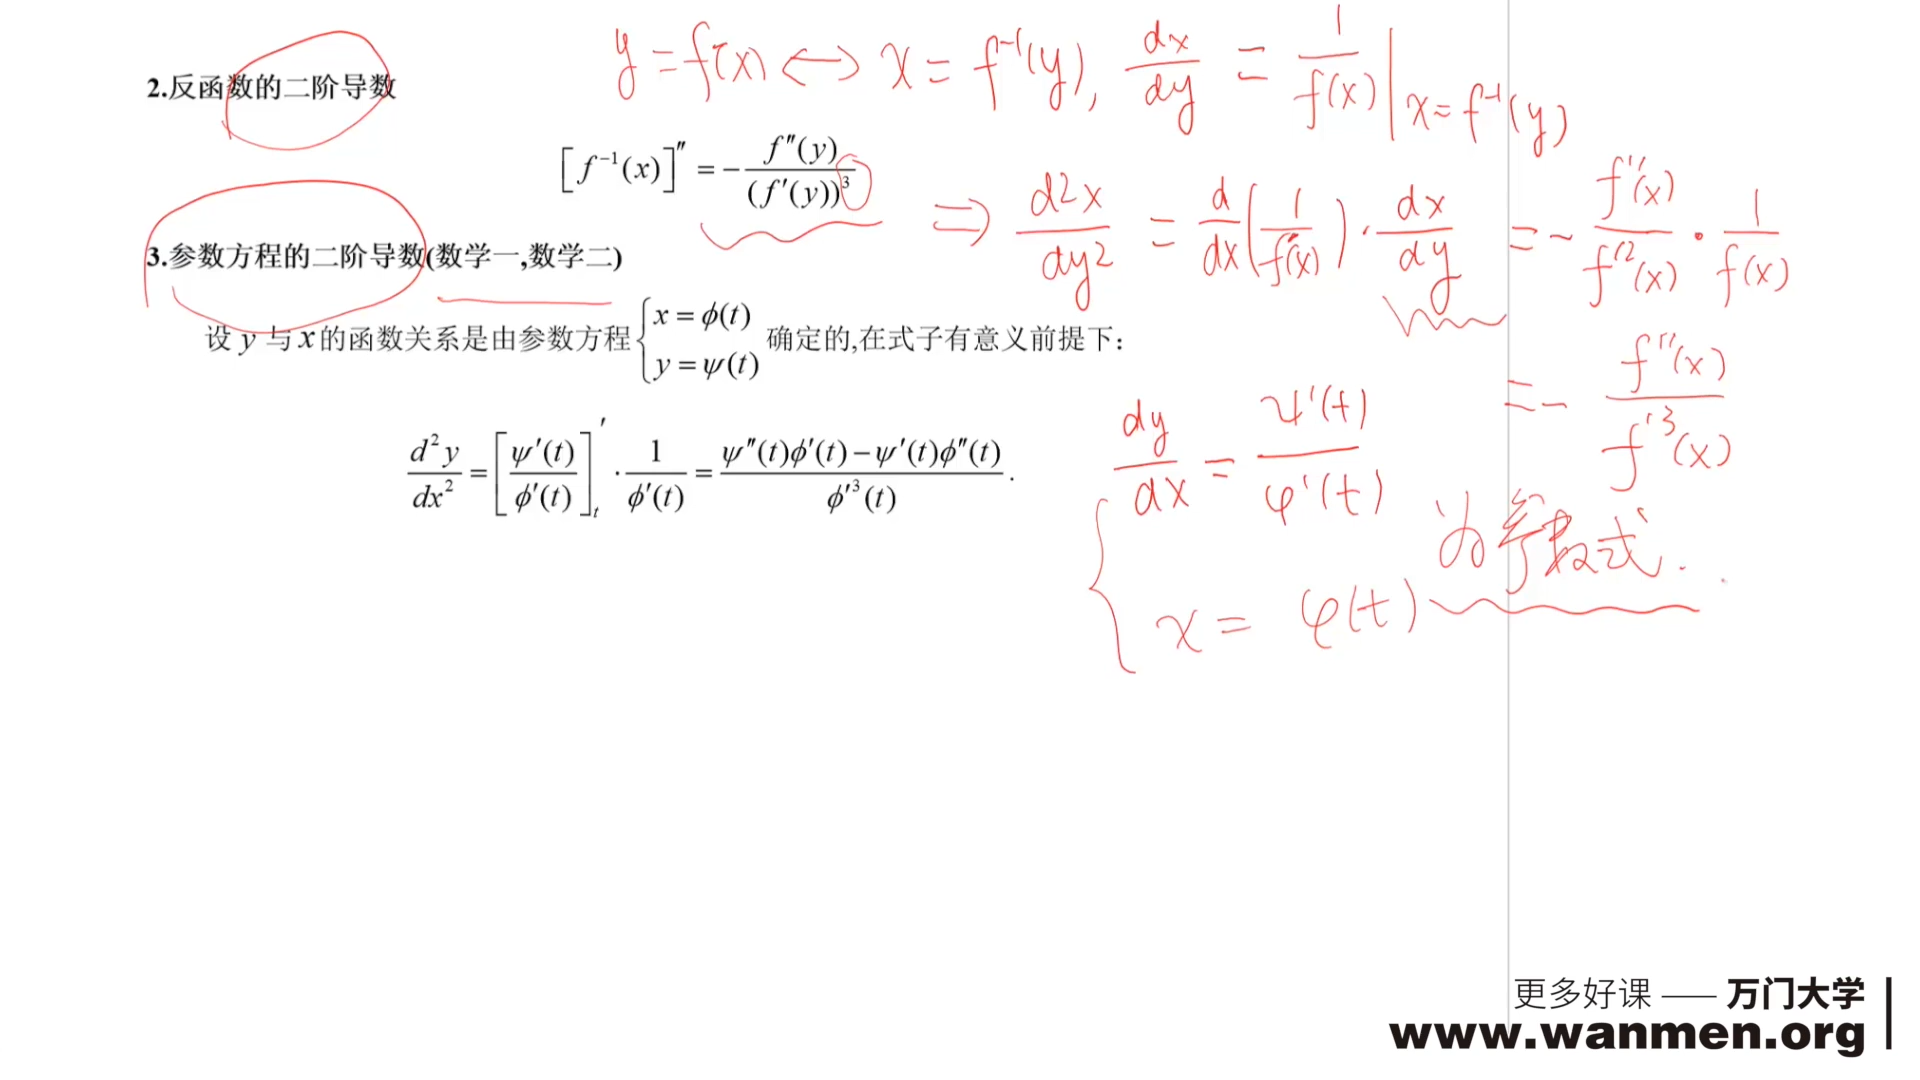 y = f(x) ⟷ x = f⁻¹(y), dx/dy = 1/f(x) | x = f⁻¹(y)
2.反函数的二阶导数
[f⁻¹(x)]″ = − f″(y)/(f′(y))³
⇒ d2x/dy2 = d/dx (1/f′(x)) · dx/dy = − f″(x)/f′²(x) · 1/f(x)
= − f″(x)/f′³(x)
3.参数方程的二阶导数(数学一,数学二)
设 y 与 x 的函数关系是由参数方程 { x = ϕ(t) y = ψ(t) 确定的,在式子有意义前提下：
d²y/dx² = [ψ′(t)/ϕ′(t)]′ₜ · 1/ϕ′(t) = ψ″(t)ϕ′(t) − ψ′(t)ϕ″(t) / ϕ′³(t) .
{ dy/dx = ψ′(t)/φ′(t)
x = φ(t) 为参数式.
更多好课 —— 万门大学
www.wanmen.org